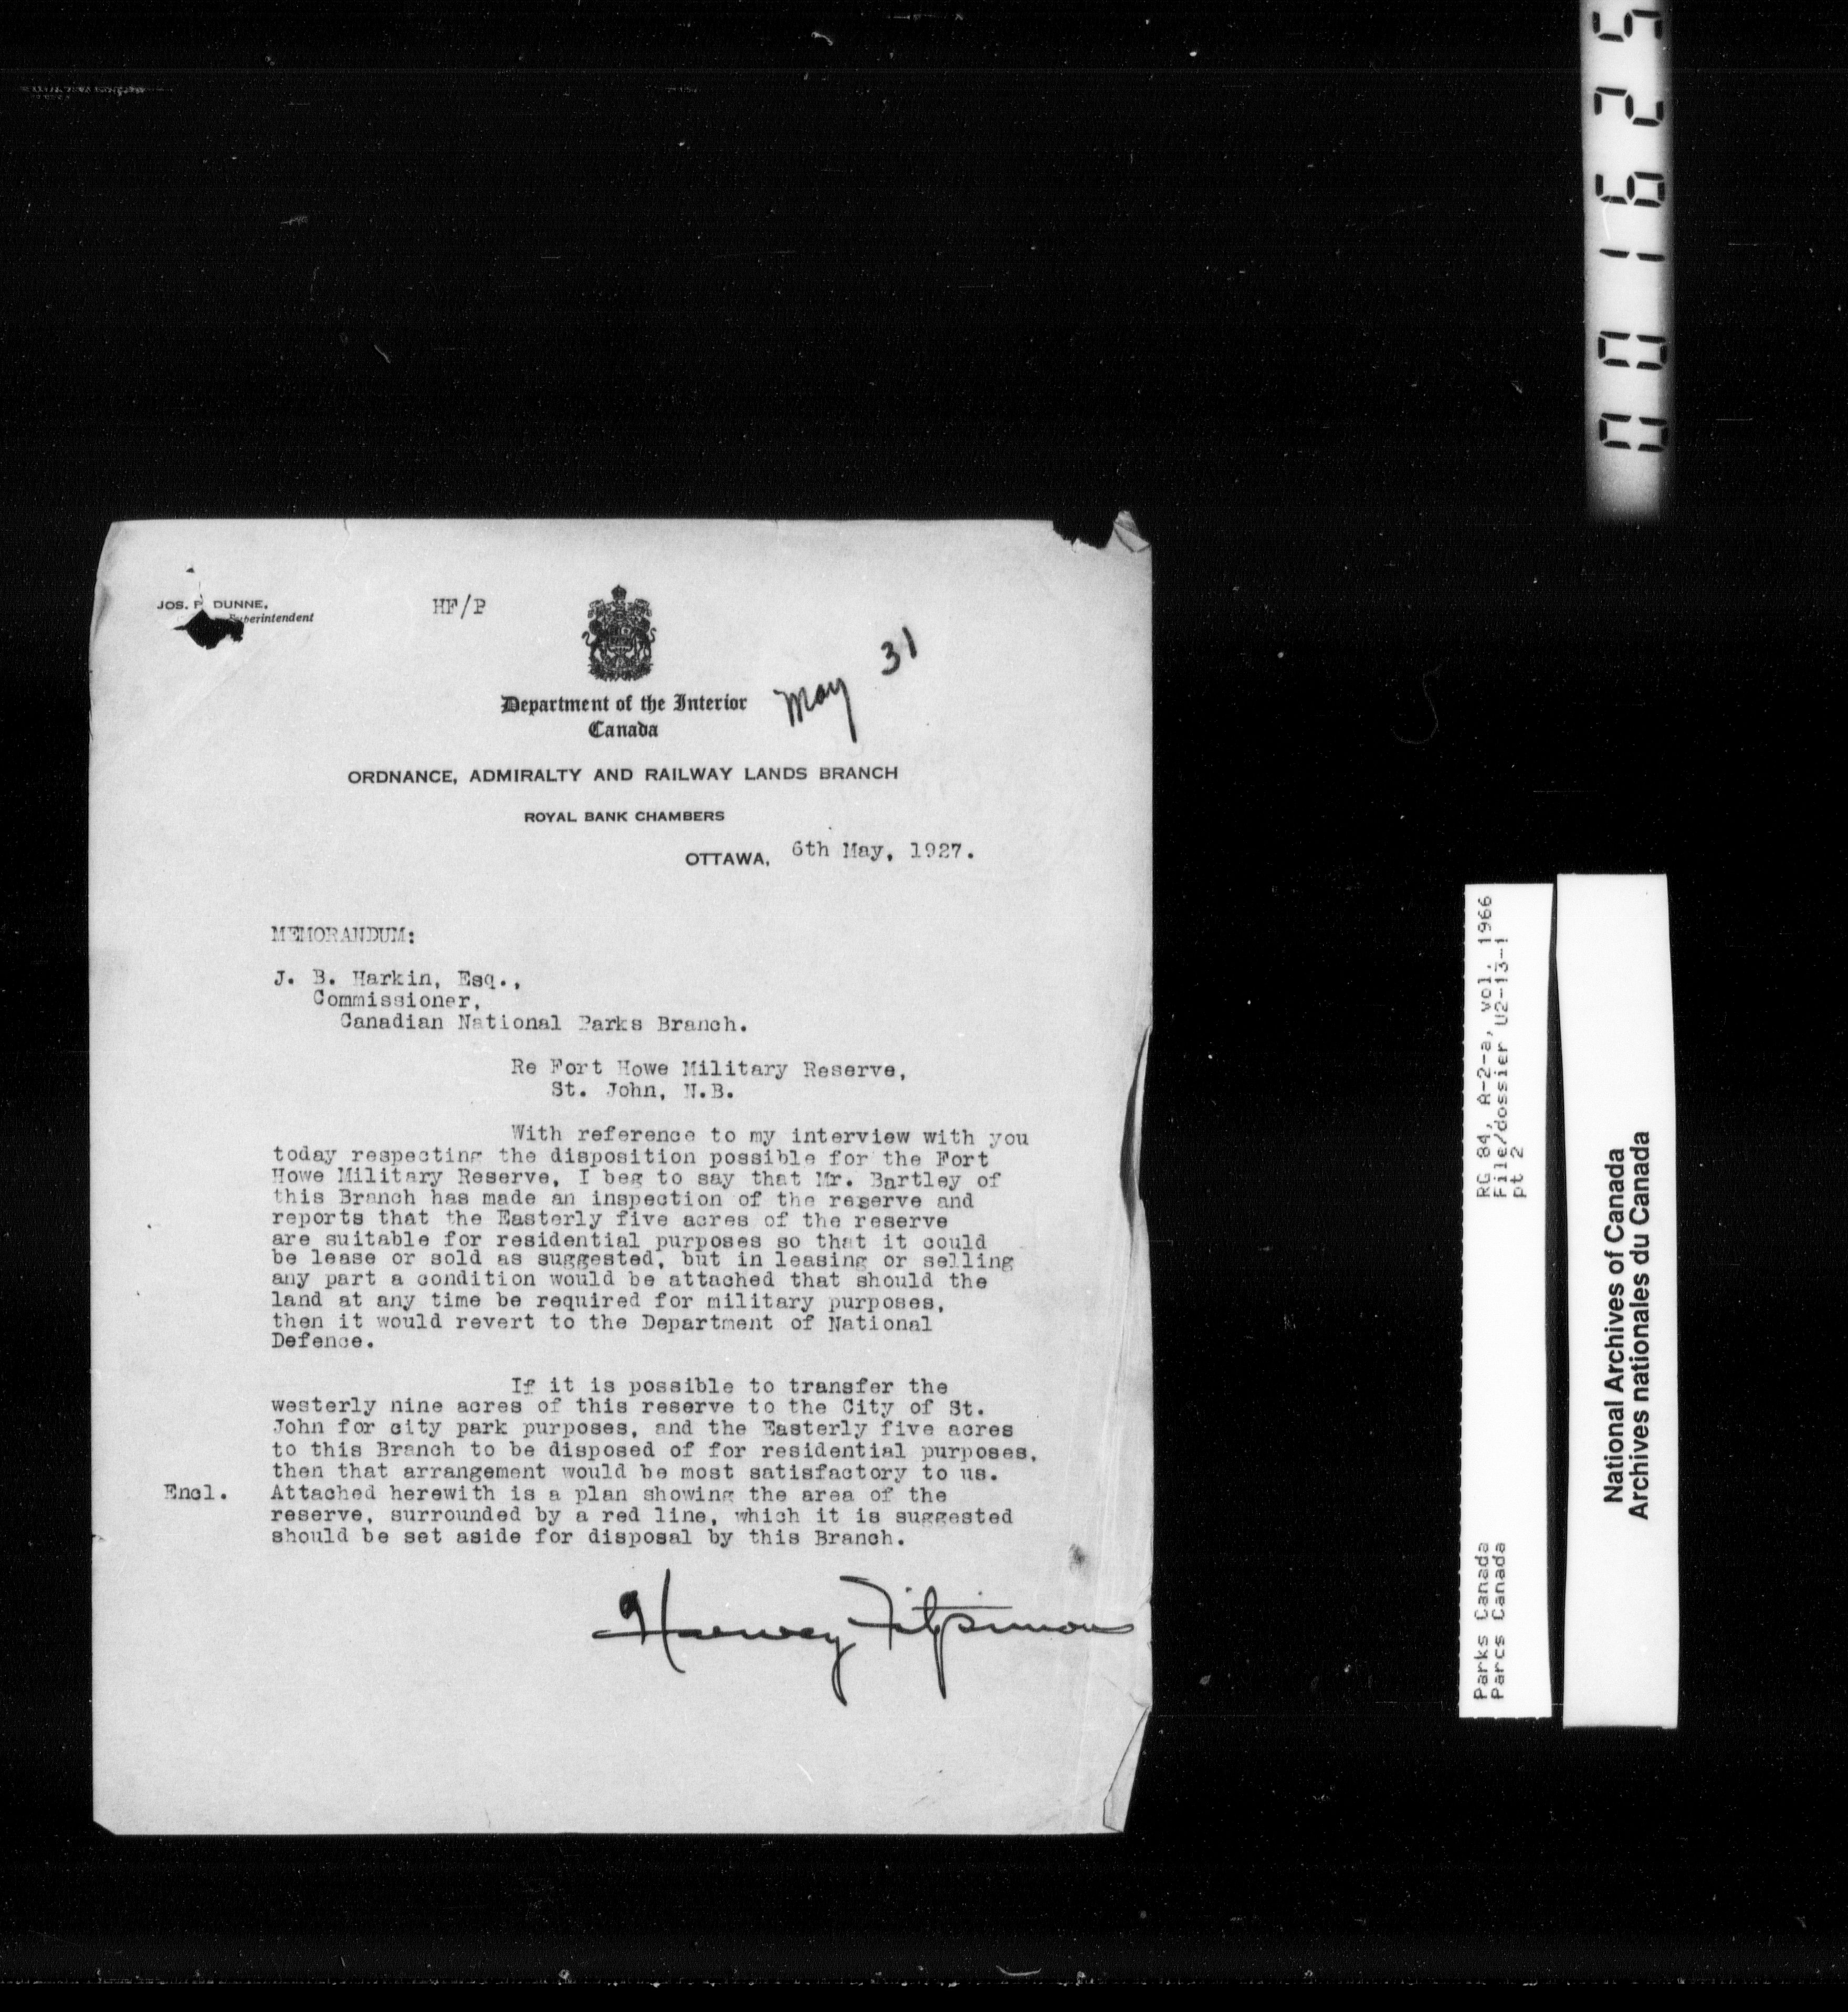 JOS. P. DUNNE,
Superintendent
HF/P
May 31
Department of the Interior
Canada
ORDNANCE, ADMIRALTY AND RAILWAY LANDS BRANCH
ROYAL BANK CHAMBERS
OTTAWA, 6th May, 1927.
MEMORANDUM:
J. B. Harkin, Esq.,
Commissioner,
Canadian National Parks Branch.
Re Fort Howe Military Reserve,
St. John, N.B.
With reference to my interview with you
today respecting the disposition possible for the Fort
Howe Military Reserve, I beg to say that Mr. Bartley of
this Branch has made an inspection of the reserve and
reports that the Easterly five acres of the reserve
are suitable for residential purposes so that it could
be lease or sold as suggested, but in leasing or selling
any part a condition would be attached that should the
land at any time be required for military purposes,
then it would revert to the Department of National
Defence.
If it is possible to transfer the
westerly nine acres of this reserve to the City of St.
John for city park purposes, and the Easterly five acres
to this Branch to be disposed of for residential purposes,
then that arrangement would be most satisfactory to us.
Encl. Attached herewith is a plan showing the area of the
reserve, surrounded by a red line, which it is suggested
should be set aside for disposal by this Branch.
Harvey Fitzsimons
001625
RG 84, A-2-a, vol. 1966
File/dossier U2-13-1
pt 2
Parks Canada
Parcs Canada
National Archives of Canada
Archives nationales du Canada